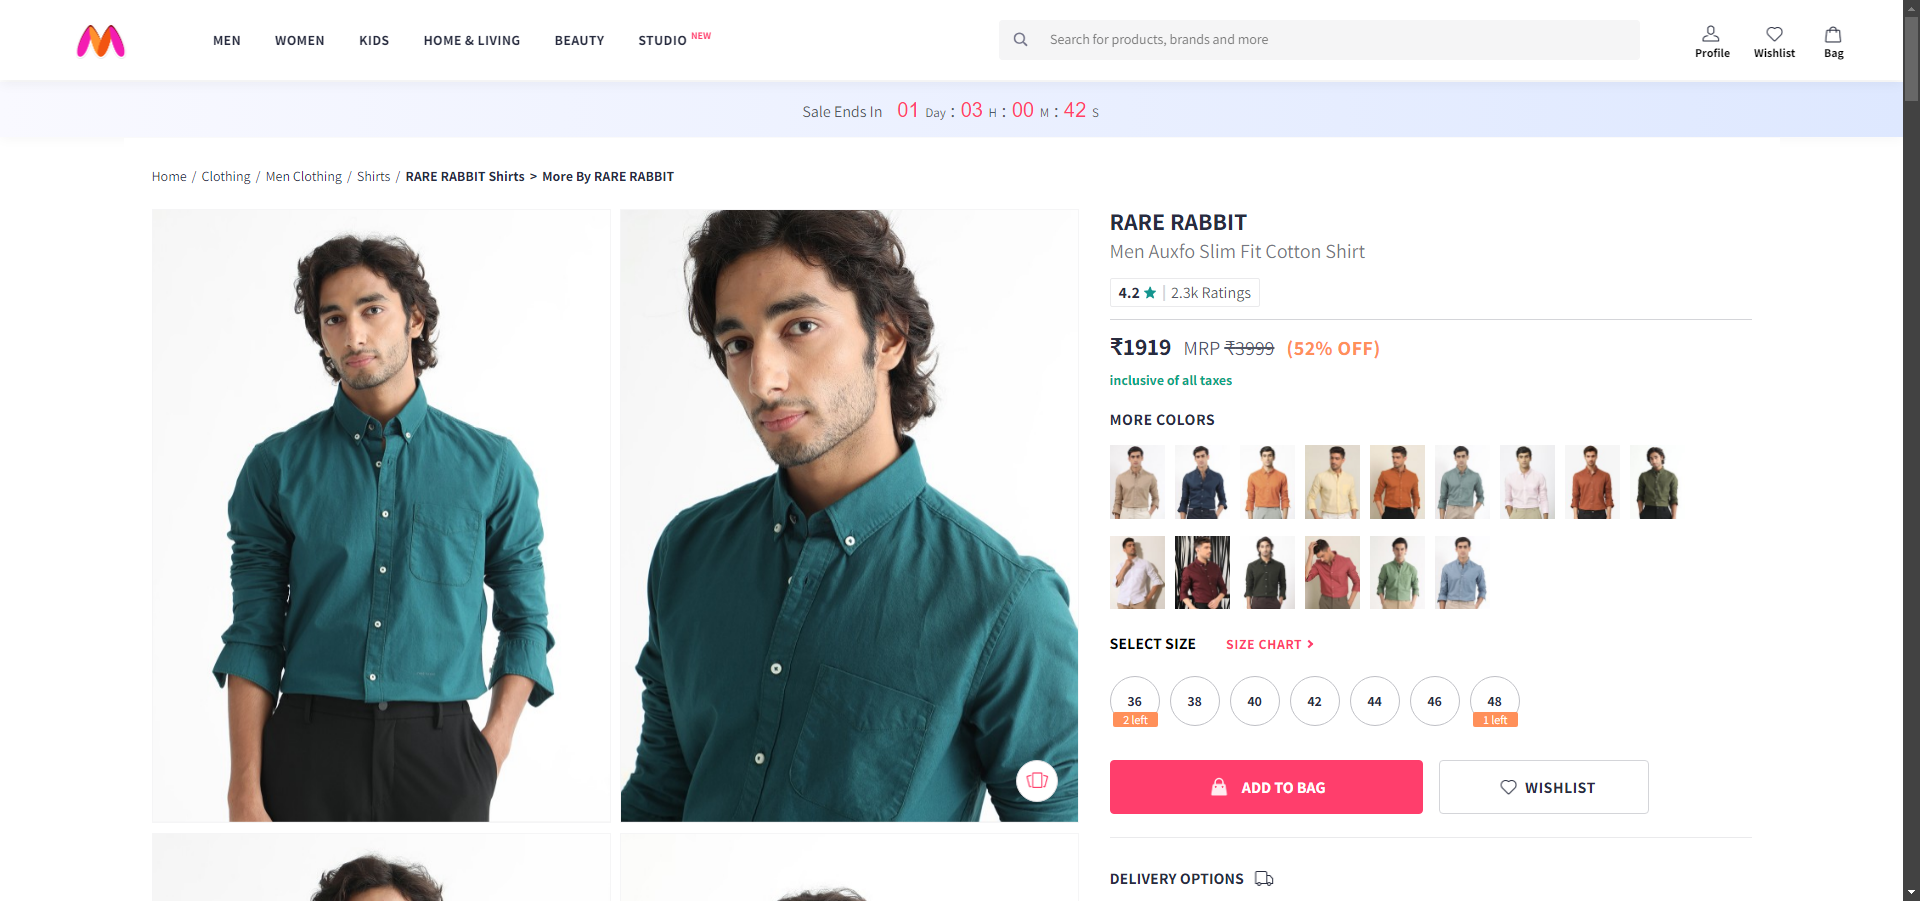 MEN WOMEN KIDS HOME & LIVING BEAUTY STUDIO NEW
Search for products, brands and more
Profile Wishlist Bag
Sale Ends In 01 Day : 03 H : 00 M : 42 S
Home / Clothing / Men Clothing / Shirts / RARE RABBIT Shirts > More By RARE RABBIT
RARE RABBIT
Men Auxfo Slim Fit Cotton Shirt
4.2 ★ | 2.3k Ratings
₹1919 MRP ₹3999 (52% OFF)
inclusive of all taxes
MORE COLORS
SELECT SIZE SIZE CHART >
36 38 40 42 44 46 48
2 left 1 left
ADD TO BAG WISHLIST
DELIVERY OPTIONS